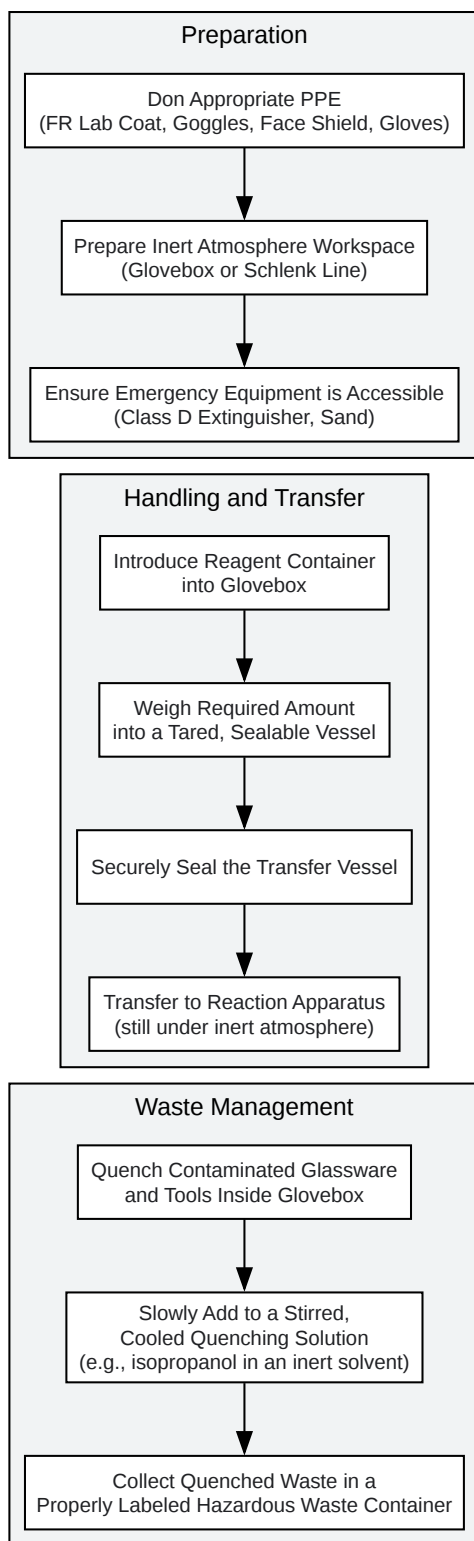 Preparation
Don Appropriate PPE
(FR Lab Coat, Goggles, Face Shield, Gloves)
Prepare Inert Atmosphere Workspace
(Glovebox or Schlenk Line)
Ensure Emergency Equipment is Accessible
(Class D Extinguisher, Sand)
Handling and Transfer
Introduce Reagent Container
into Glovebox
Weigh Required Amount
into a Tared, Sealable Vessel
Securely Seal the Transfer Vessel
Transfer to Reaction Apparatus
(still under inert atmosphere)
Waste Management
Quench Contaminated Glassware
and Tools Inside Glovebox
Slowly Add to a Stirred,
Cooled Quenching Solution
(e.g., isopropanol in an inert solvent)
Collect Quenched Waste in a
Properly Labeled Hazardous Waste Container